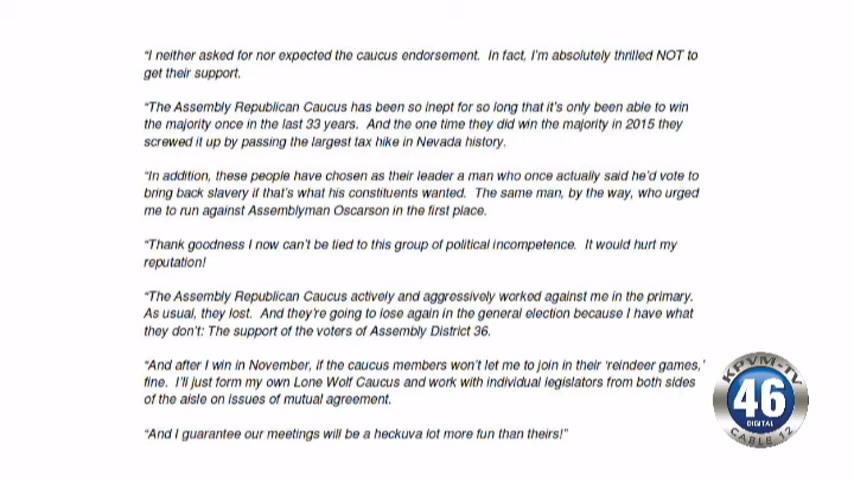 “I neither asked for nor expected the caucus endorsement.  In fact, I’m absolutely thrilled NOT to
get their support.
“The Assembly Republican Caucus has been so inept for so long that it’s only been able to win
the majority once in the last 33 years.  And the one time they did win the majority in 2015 they
screwed it up by passing the largest tax hike in Nevada history.
“In addition, these people have chosen as their leader a man who once actually said he’d vote to
bring back slavery if that’s what his constituents wanted.  The same man, by the way, who urged
me to run against Assemblyman Oscarson in the first place.
“Thank goodness I now can’t be tied to this group of political incompetence.  It would hurt my
reputation!
“The Assembly Republican Caucus actively and aggressively worked against me in the primary.
As usual, they lost.  And they’re going to lose again in the general election because I have what
they don’t: The support of the voters of Assembly District 36.
“And after I win in November, if the caucus members won’t let me to join in their ‘reindeer games,’
fine.  I’ll just form my own Lone Wolf Caucus and work with individual legislators from both sides
of the aisle on issues of mutual agreement.
“And I guarantee our meetings will be a heckuva lot more fun than theirs!”
KPVM-TV
46
DIGITAL
CABLE 12